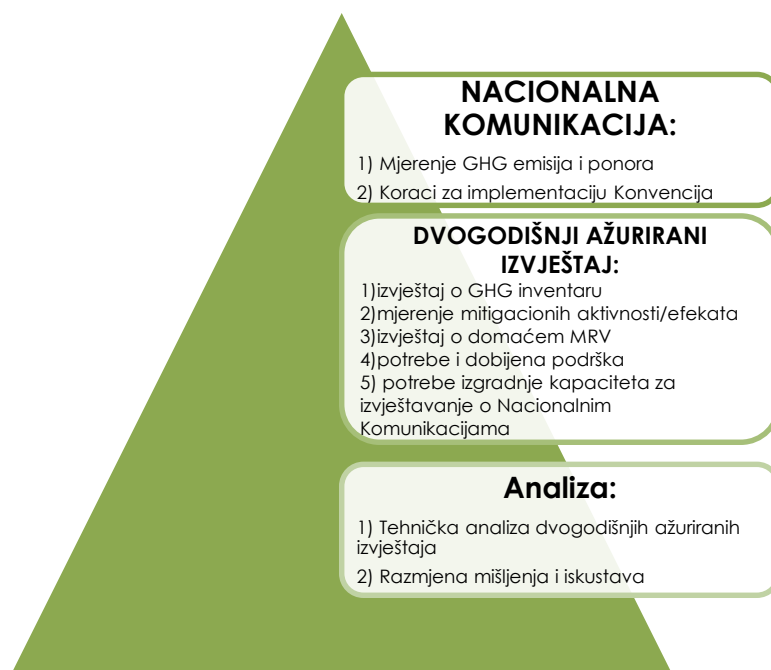 NACIONALNA
KOMUNIKACIJA:
1) Mjerenje GHG emisija i ponora
2) Koraci za implementaciju Konvencija
DVOGODIŠNJI AŽURIRANI
IZVJEŠTAJ:
1)izvještaj o GHG inventaru
2)mjerenje mitigacionih aktivnosti/efekata
3)izvještaj o domaćem MRV
4)potrebe i dobijena podrška
5) potrebe izgradnje kapaciteta za
izvještavanje o Nacionalnim
Komunikacijama
Analiza:
1) Tehnička analiza dvogodišnjih ažuriranih
izvještaja
2) Razmjena mišljenja i iskustava